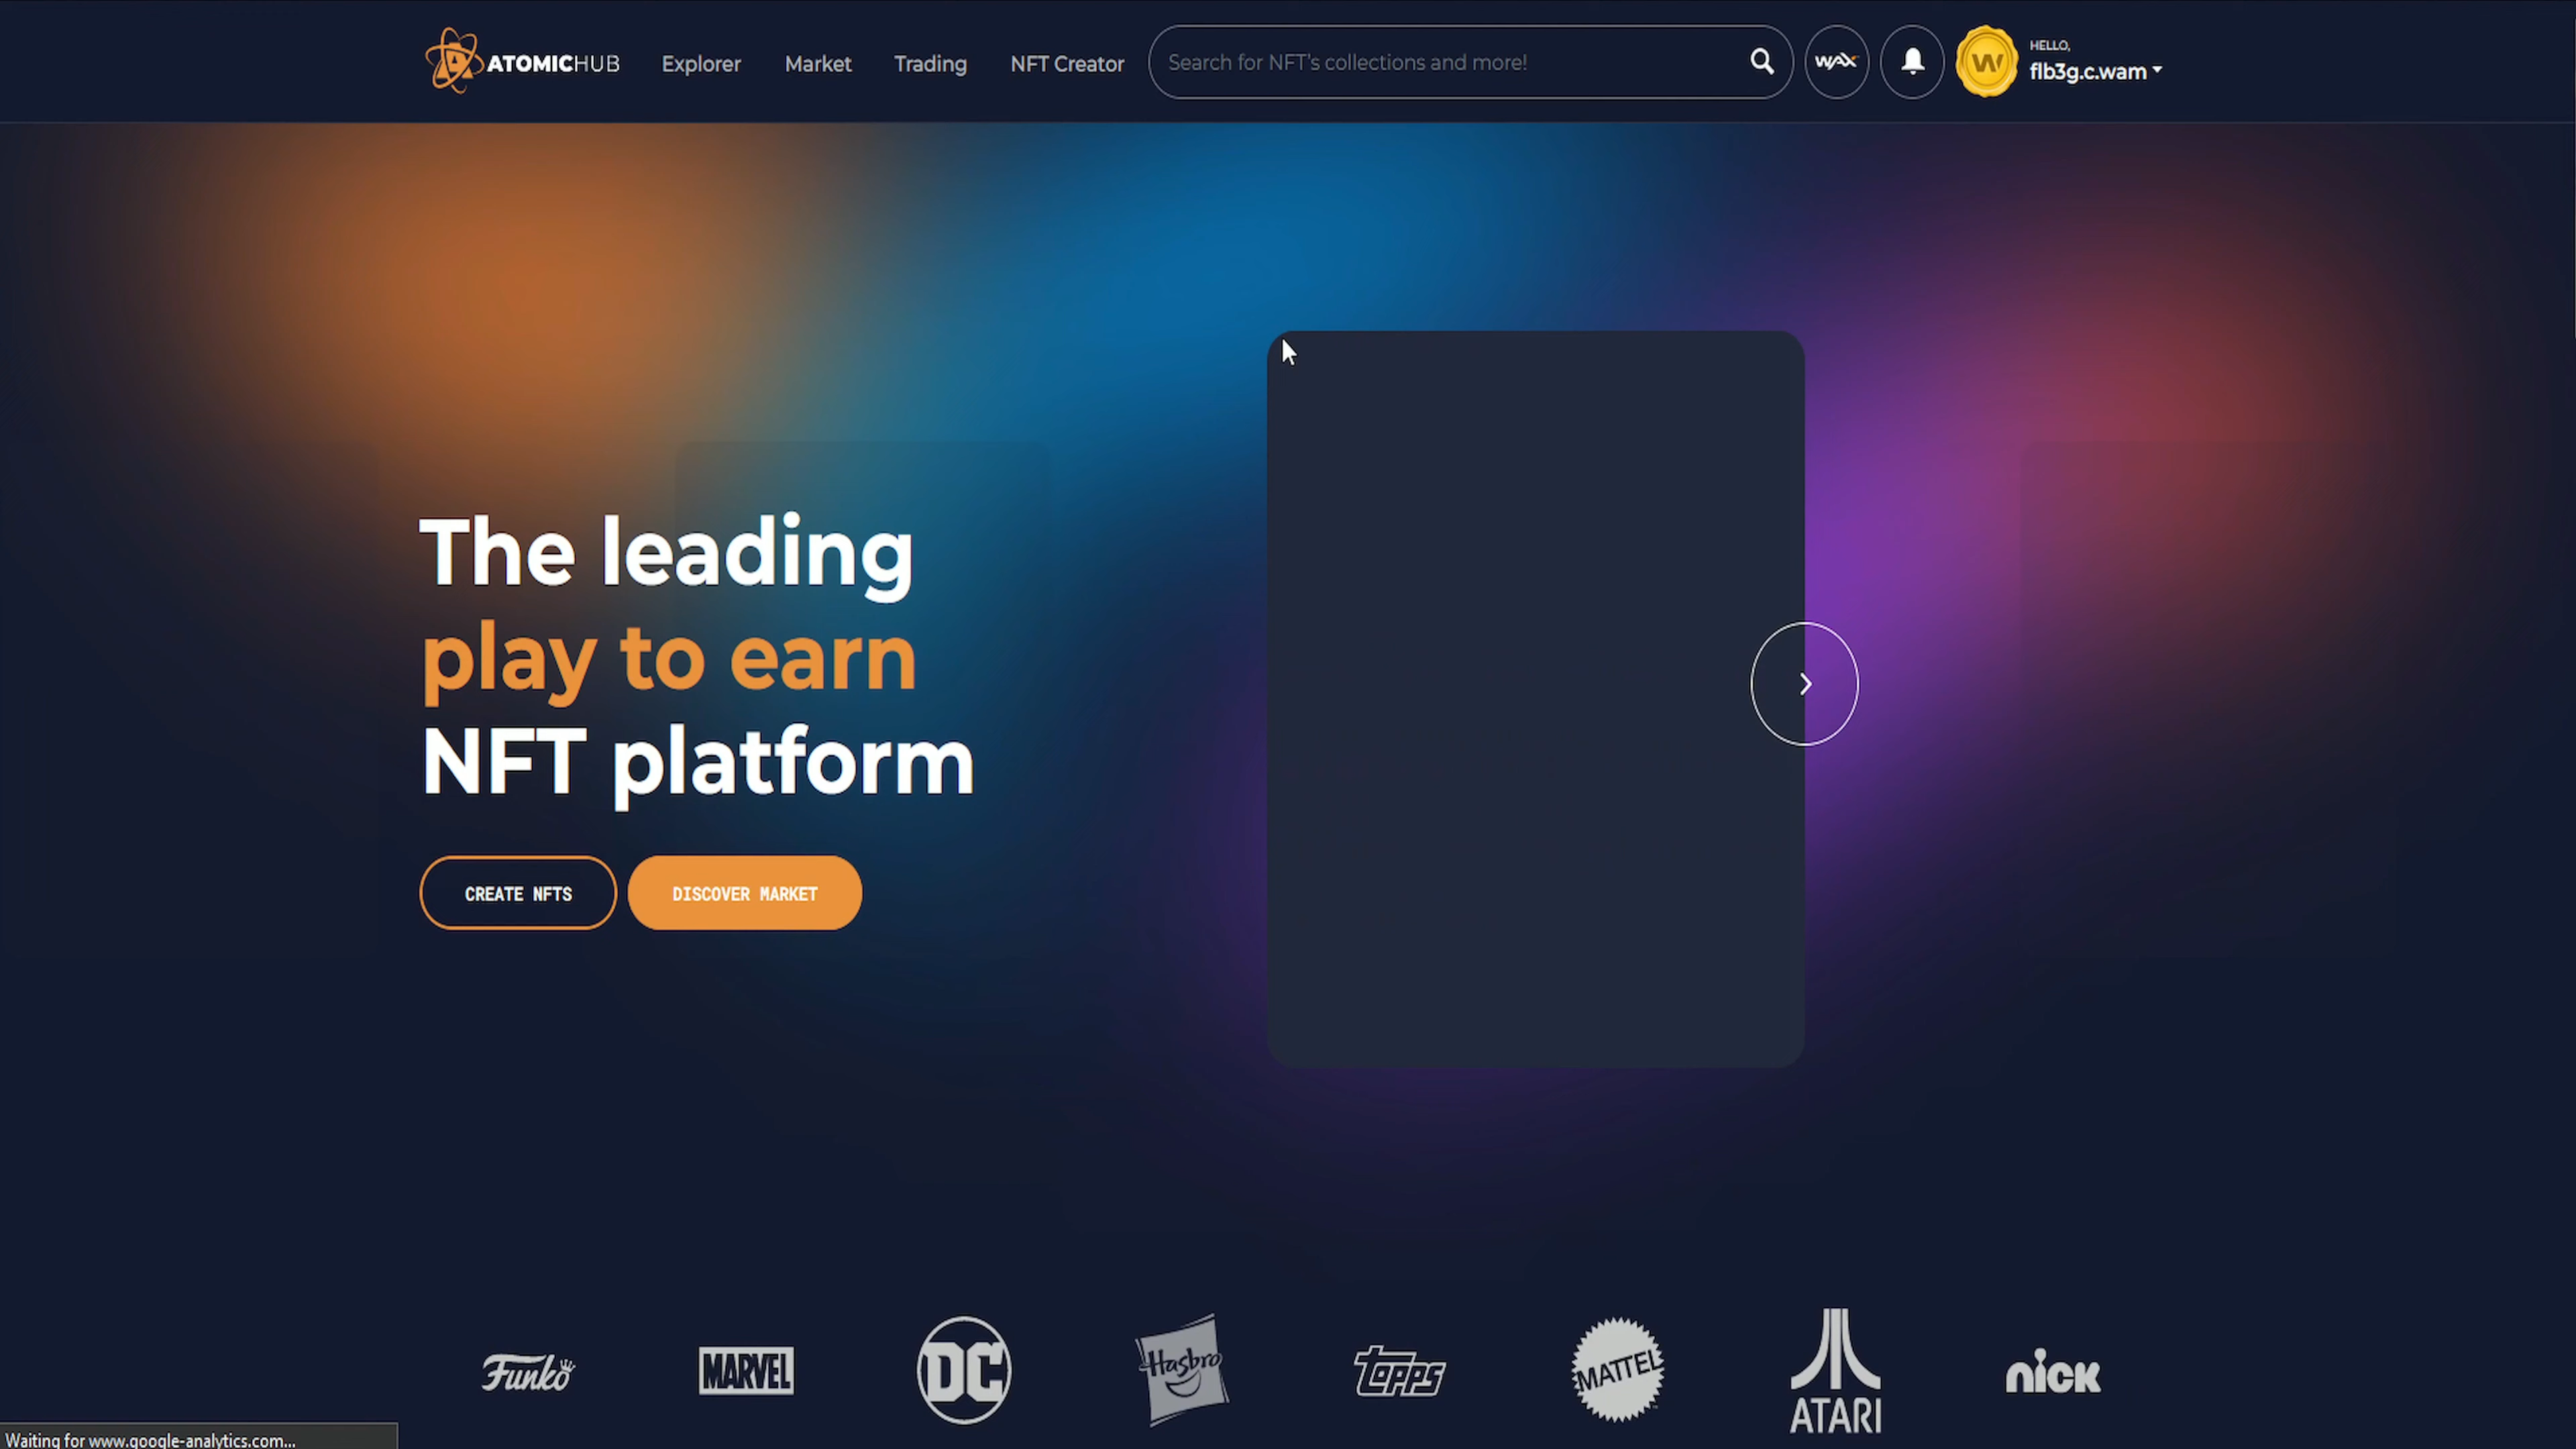 ATOMICHUB
Explorer
Market
Trading
NFT Creator
Search for NFT's collections and more!
WAX
W
HELLO,
flb3g.c.wam
The leading
play to earn
NFT platform
CREATE NFTS
DISCOVER MARKET
Funko
MARVEL
DC
Hasbro
Topps
MATTEL
ATARI
nick
Waiting for www.google-analytics.com...